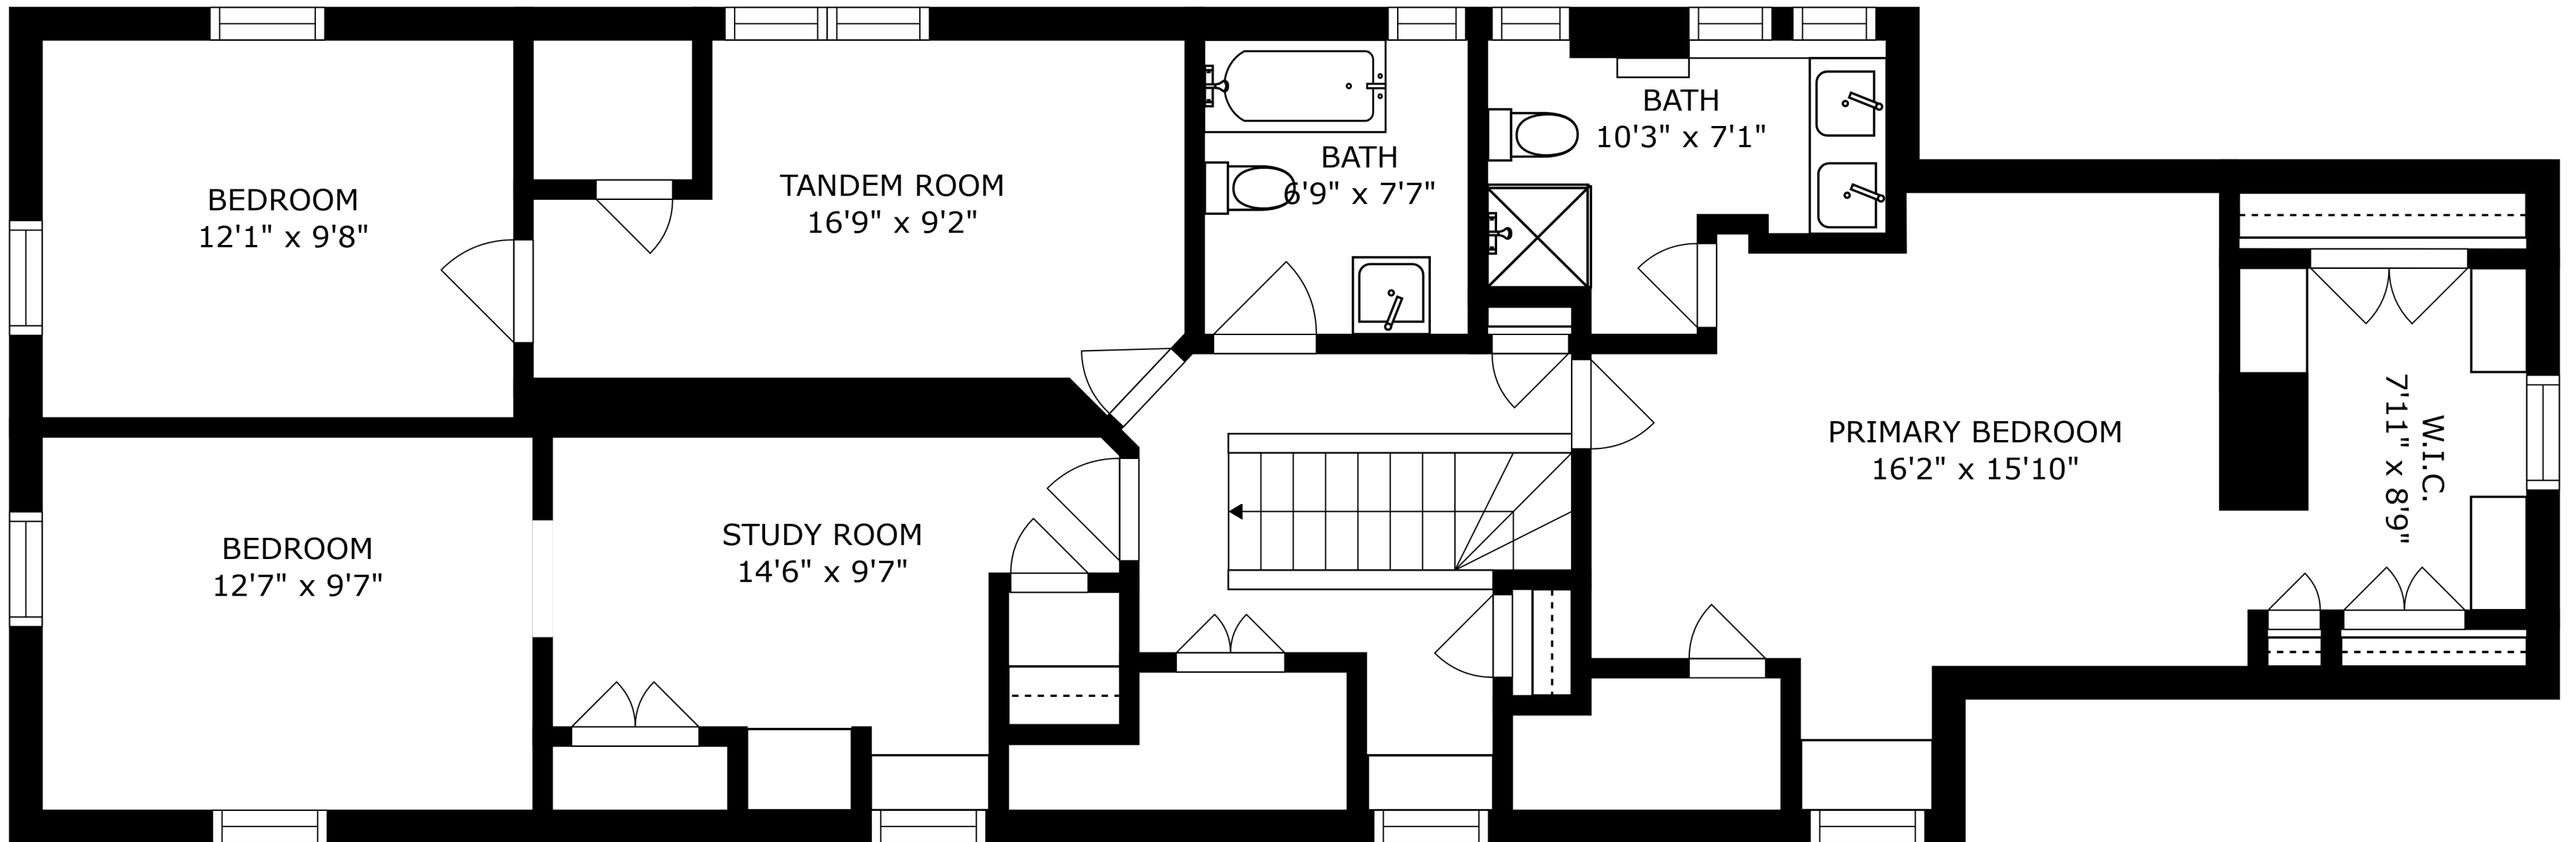 BEDROOM
12'1" x 9'8"
TANDEM ROOM
16'9" x 9'2"
BATH
6'9" x 7'7"
BATH
10'3" x 7'1"
PRIMARY BEDROOM
16'2" x 15'10"
W.I.C.
7'11" x 8'9"
BEDROOM
12'7" x 9'7"
STUDY ROOM
14'6" x 9'7"